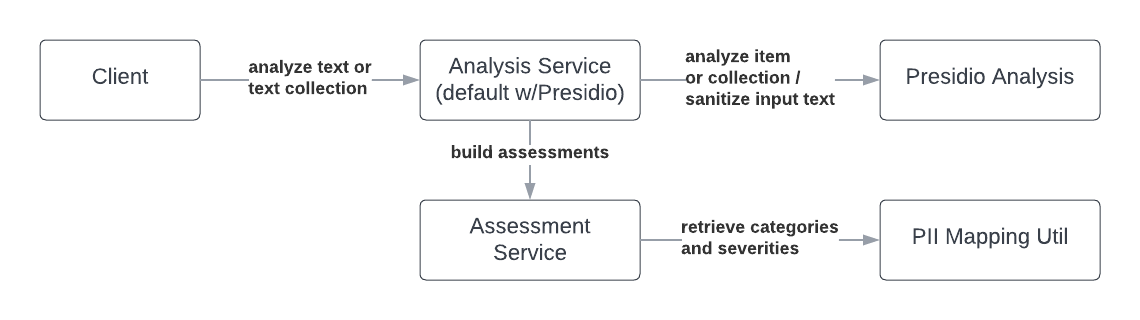 Client
analyze text or
text collection
Analysis Service
(default w/Presidio)
analyze item
or collection /
sanitize input text
Presidio Analysis
build assessments
Assessment
Service
retrieve categories
and severities
PII Mapping Util